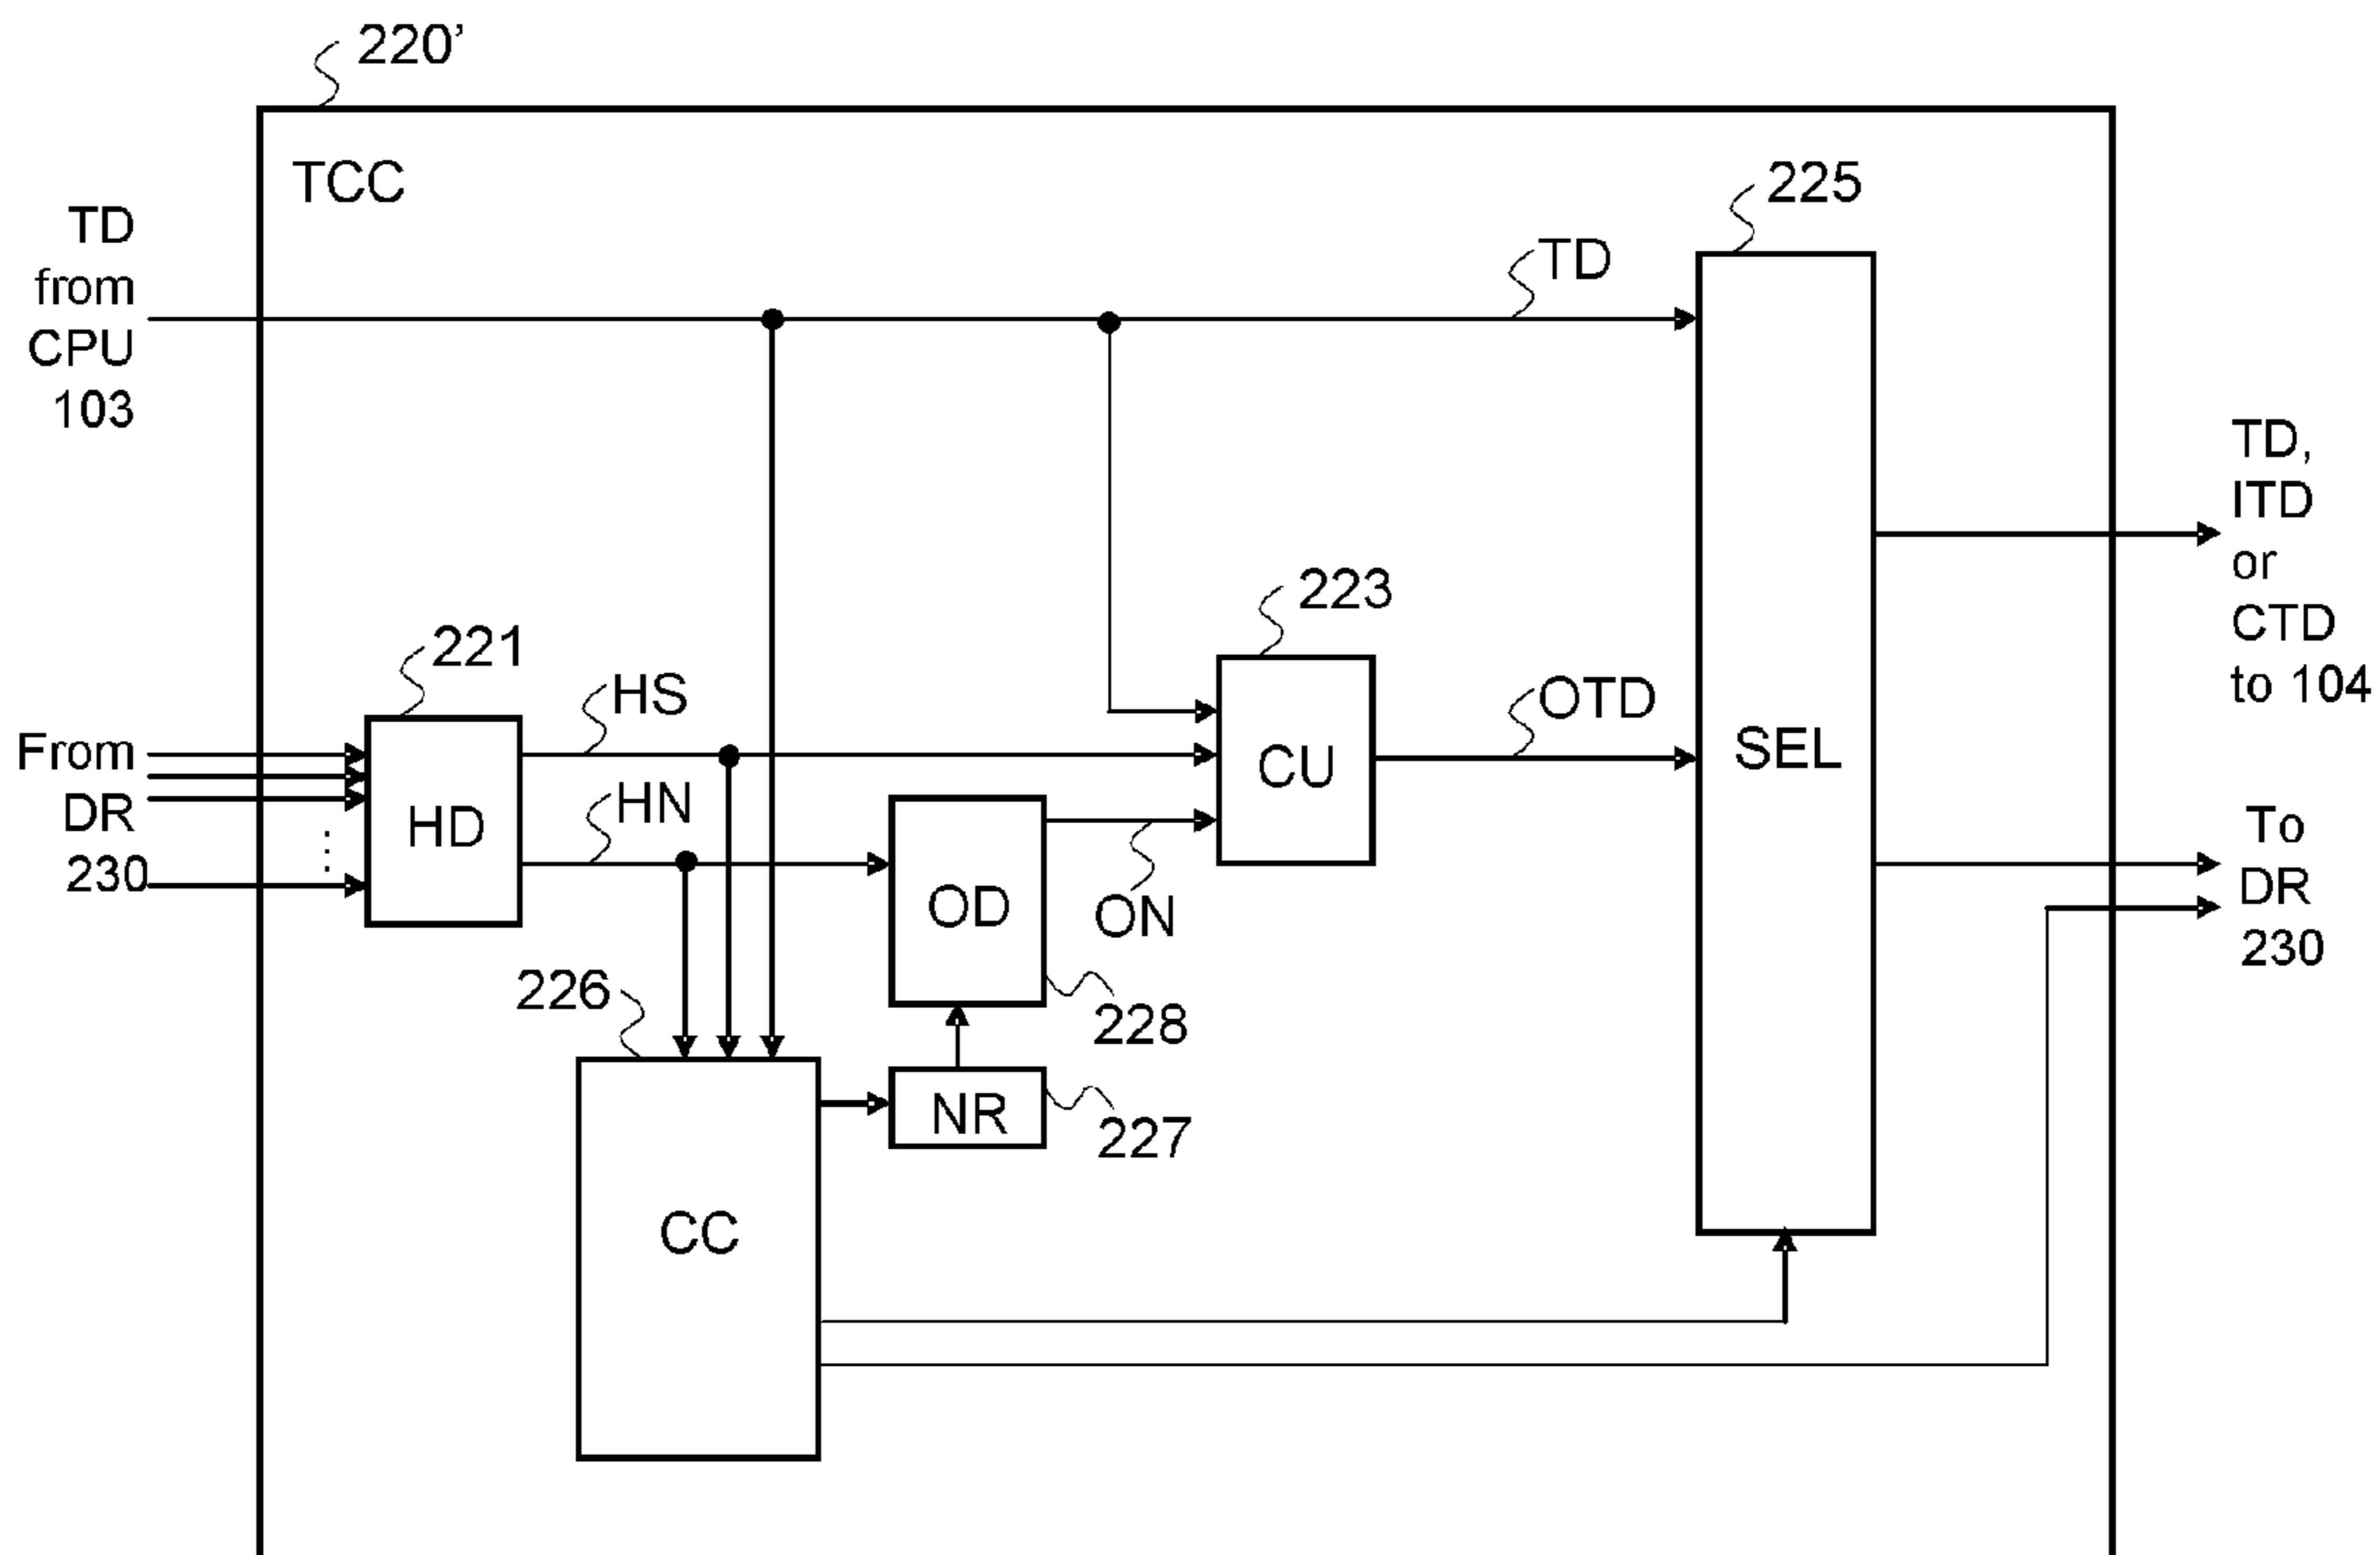 220’
TCC
225
TD
from
CPU
103
TD
TD,
ITD
or
CTD
to 104
223
221
HS
OTD
From
DR
230
HD
HN
CU
SEL
OD
ON
To
DR
230
226
228
NR
227
CC